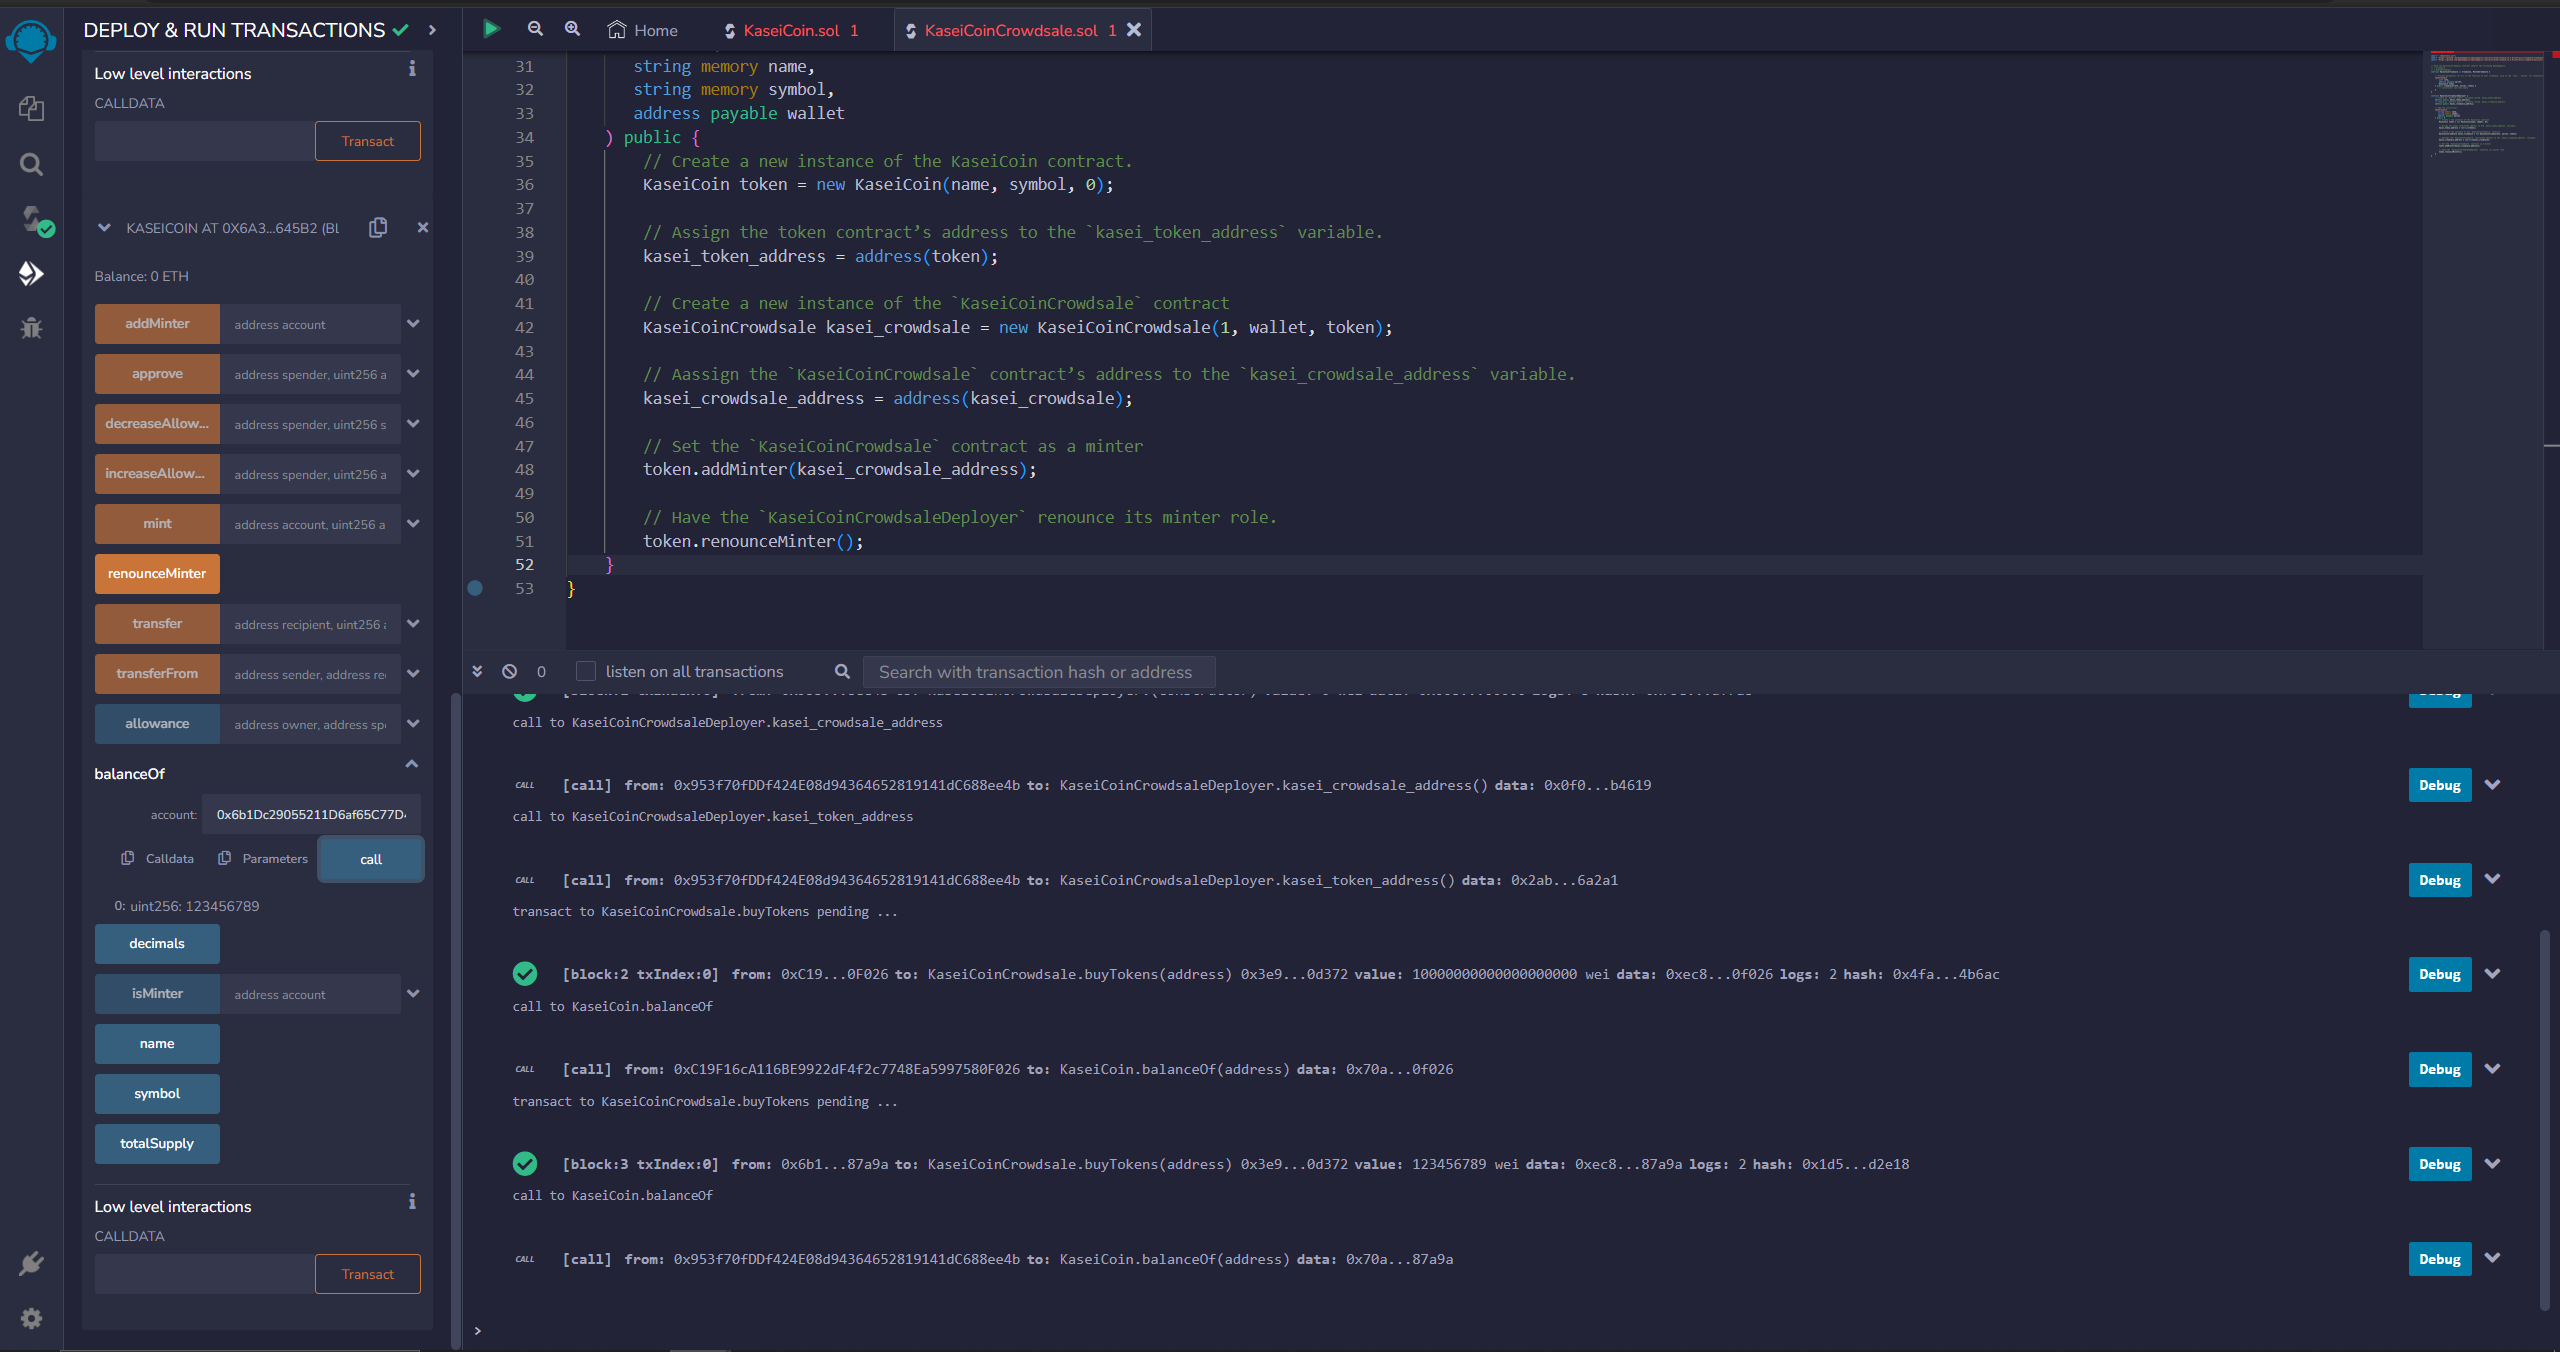 DEPLOY & RUN TRANSACTIONS
Low level interactions
CALLDATA
Transact
KASEICOIN AT 0X6A3...645B2 (BL
Balance: 0 ETH
addMinter address account
approve address spender, uint256 a
decreaseAllow... address spender, uint256 s
increaseAllow... address spender, uint256 a
mint address account, uint256 a
renounceMinter
transfer address recipient, uint256
transferFrom address sender, address re
allowance address owner, address spe
balanceOf
account: 0x6b1Dc29055211D6af65C77D
Calldata Parameters call
0: uint256: 123456789
decimals
isMinter address account
name
symbol
totalSupply
Low level interactions
CALLDATA
Transact
Home KaseiCoin.sol 1 KaseiCoinCrowdsale.sol 1
31 string memory name,
32 string memory symbol,
33 address payable wallet
34 ) public {
35 // Create a new instance of the KaseiCoin contract.
36 KaseiCoin token = new KaseiCoin(name, symbol, 0);
37
38 // Assign the token contract’s address to the `kasei_token_address` variable.
39 kasei_token_address = address(token);
40
41 // Create a new instance of the `KaseiCoinCrowdsale` contract
42 KaseiCoinCrowdsale kasei_crowdsale = new KaseiCoinCrowdsale(1, wallet, token);
43
44 // Aassign the `KaseiCoinCrowdsale` contract’s address to the `kasei_crowdsale_address` variable.
45 kasei_crowdsale_address = address(kasei_crowdsale);
46
47 // Set the `KaseiCoinCrowdsale` contract as a minter
48 token.addMinter(kasei_crowdsale_address);
49
50 // Have the `KaseiCoinCrowdsaleDeployer` renounce its minter role.
51 token.renounceMinter();
52 }
53 }
0 listen on all transactions Search with transaction hash or address
call to KaseiCoinCrowdsaleDeployer.kasei_crowdsale_address
CALL [call] from: 0x953f70fDDf424E08d94364652819141dC688ee4b to: KaseiCoinCrowdsaleDeployer.kasei_crowdsale_address() data: 0x0f0...b4619 Debug
call to KaseiCoinCrowdsaleDeployer.kasei_token_address
CALL [call] from: 0x953f70fDDf424E08d94364652819141dC688ee4b to: KaseiCoinCrowdsaleDeployer.kasei_token_address() data: 0x2ab...6a2a1 Debug
transact to KaseiCoinCrowdsale.buyTokens pending ...
[block:2 txIndex:0] from: 0xC19...0F026 to: KaseiCoinCrowdsale.buyTokens(address) 0x3e9...0d372 value: 10000000000000000000 wei data: 0xec8...0f026 logs: 2 hash: 0x4fa...4b6ac Debug
call to KaseiCoin.balanceOf
CALL [call] from: 0xC19F16cA116BE9922dF4f2c7748Ea5997580F026 to: KaseiCoin.balanceOf(address) data: 0x70a...0f026 Debug
transact to KaseiCoinCrowdsale.buyTokens pending ...
[block:3 txIndex:0] from: 0x6b1...87a9a to: KaseiCoinCrowdsale.buyTokens(address) 0x3e9...0d372 value: 123456789 wei data: 0xec8...87a9a logs: 2 hash: 0x1d5...d2e18 Debug
call to KaseiCoin.balanceOf
CALL [call] from: 0x953f70fDDf424E08d94364652819141dC688ee4b to: KaseiCoin.balanceOf(address) data: 0x70a...87a9a Debug
>